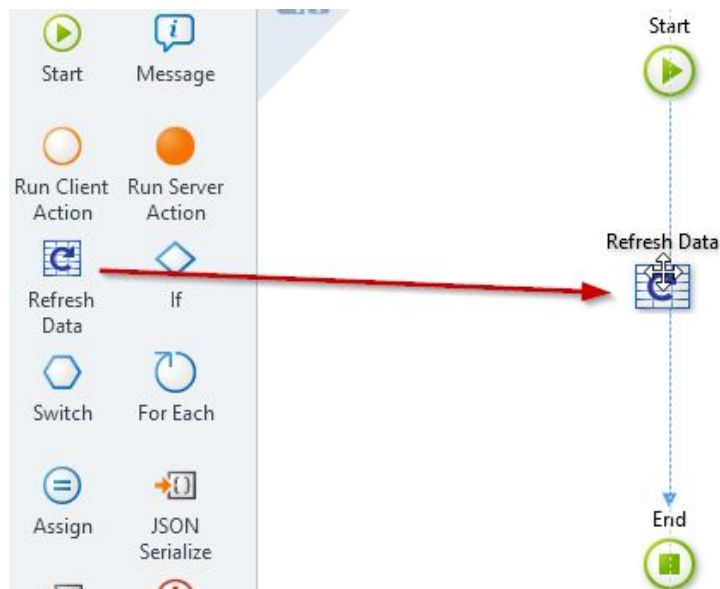 Start
Message
Run Client
Action
Run Server
Action
Refresh
Data
If
Switch
For Each
Assign
JSON
Serialize
Start
Refresh Data
End